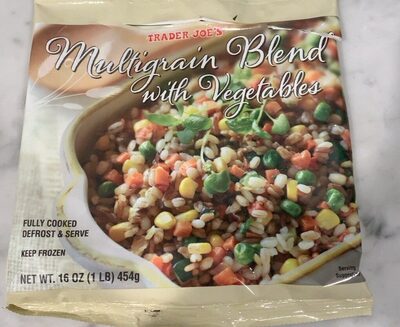 TRADER JOE'S
Multigrain Blend
with Vegetables
FULLY COOKED
DEFROST & SERVE
KEEP FROZEN
NET WT. 16 OZ (1 LB) 454g
Serving